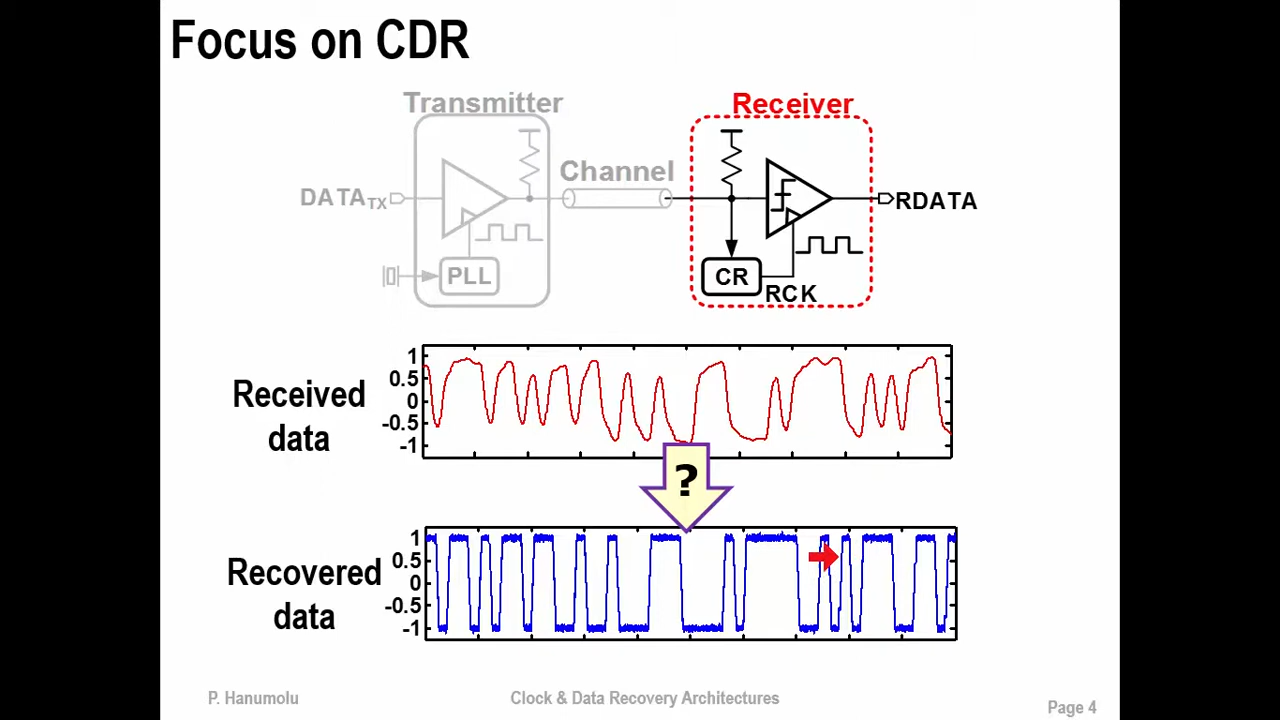 Focus on CDR
Transmitter
Receiver
Channel
DATATX
RDATA
PLL
CR
RCK
Received
data
1
0.5
0
-0.5
-1
?
Recovered
data
1
0.5
0
-0.5
-1
P. Hanumolu
Clock & Data Recovery Architectures
Page 4